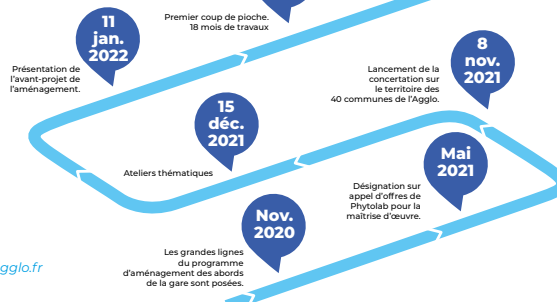 Premier coup de pioche.
18 mois de travaux
11
jan.
2022
Présentation de
l'avant-projet de
l'aménagement.
8
nov.
2021
Lancement de la
concertation sur
le territoire des
40 communes de l'Agglo.
15
déc.
2021
Ateliers thématiques
Mai
2021
Désignation sur
appel d'offres de
Phytolab pour la
maîtrise d'œuvre.
Nov.
2020
Les grandes lignes
du programme
d'aménagement des abords
de la gare sont posées.
gglo.fr